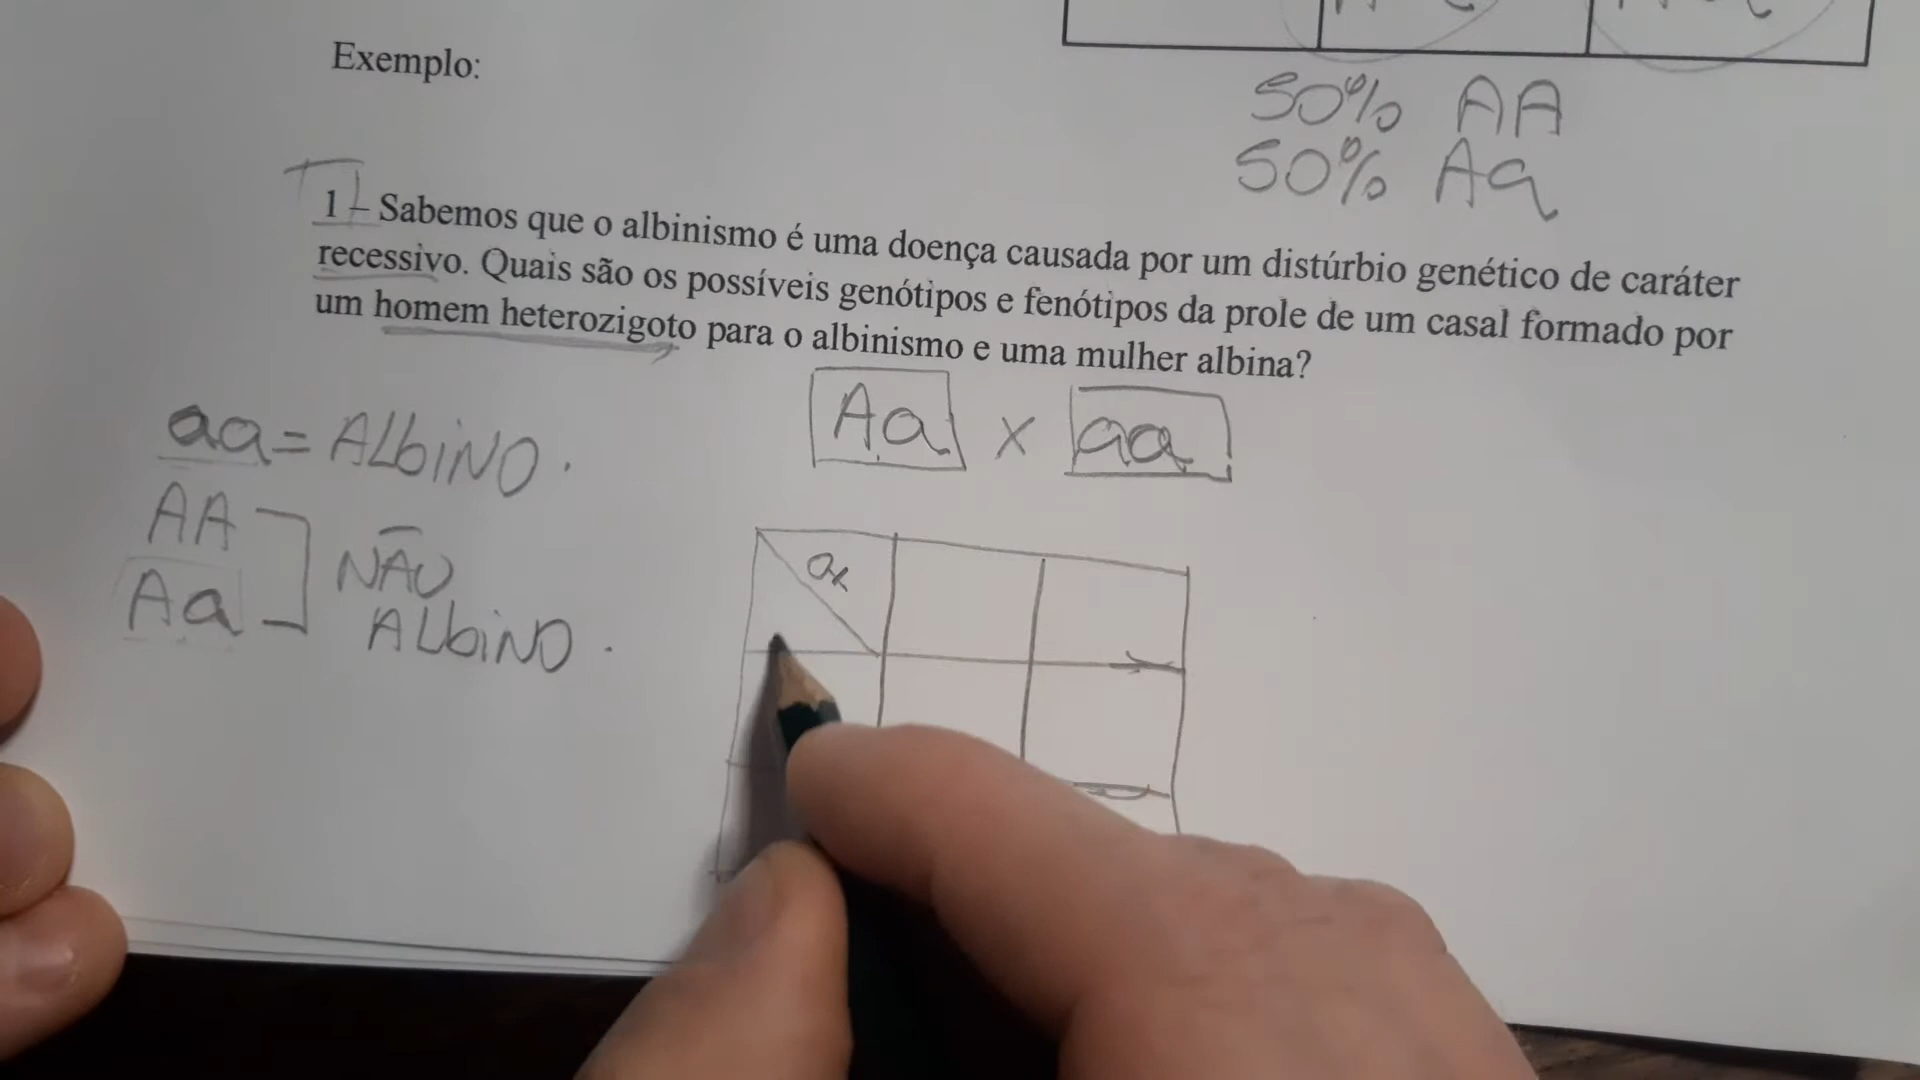 Exemplo:
50% AA
50% Aa
1 – Sabemos que o albinismo é uma doença causada por um distúrbio genético de caráter
recessivo. Quais são os possíveis genótipos e fenótipos da prole de um casal formado por
um homem heterozigoto para o albinismo e uma mulher albina?
Aa x aa
aa = ALbiNO.
AA
Aa
NÃO
ALbiNO.